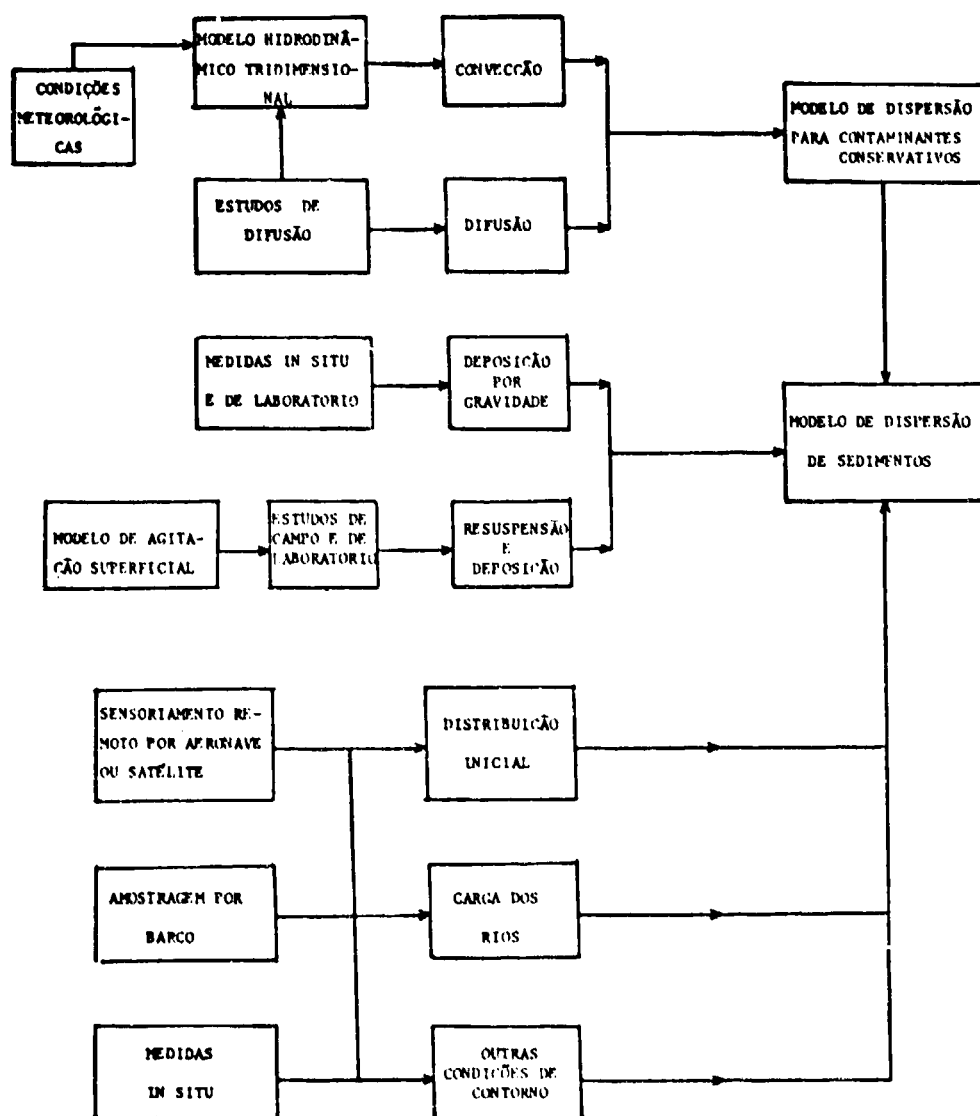 MODELO HIDRODINÂ-
MICO TRIDIMENSIO-
NAL
CONVECÇÃO
CONDIÇÕES
METEOROLÓGI-
CAS
MODELO DE DISPERSÃO
PARA CONTAMINANTES
CONSERVATIVOS
ESTUDOS DE
DIFUSÃO
DIFUSÃO
MEDIDAS IN SITU
E DE LABORATORIO
DEPOSIÇÃO
POR
GRAVIDADE
MODELO DE DISPERSÃO
DE SEDIMENTOS
MODELO DE AGITA-
ÇÃO SUPERFICIAL
ESTUDOS DE
CAMPO E DE
LABORATORIO
RESUSPENSÃO
E
DEPOSIÇÃO
SENSORIAMENTO RE-
MOTO POR AERONAVE
OU SATÉLITE
DISTRIBUIÇÃO
INICIAL
AMOSTRAGEM POR
BARCO
CARGA DOS
RIOS
MEDIDAS
IN SITU
OUTRAS
CONDIÇÕES DE
CONTORNO